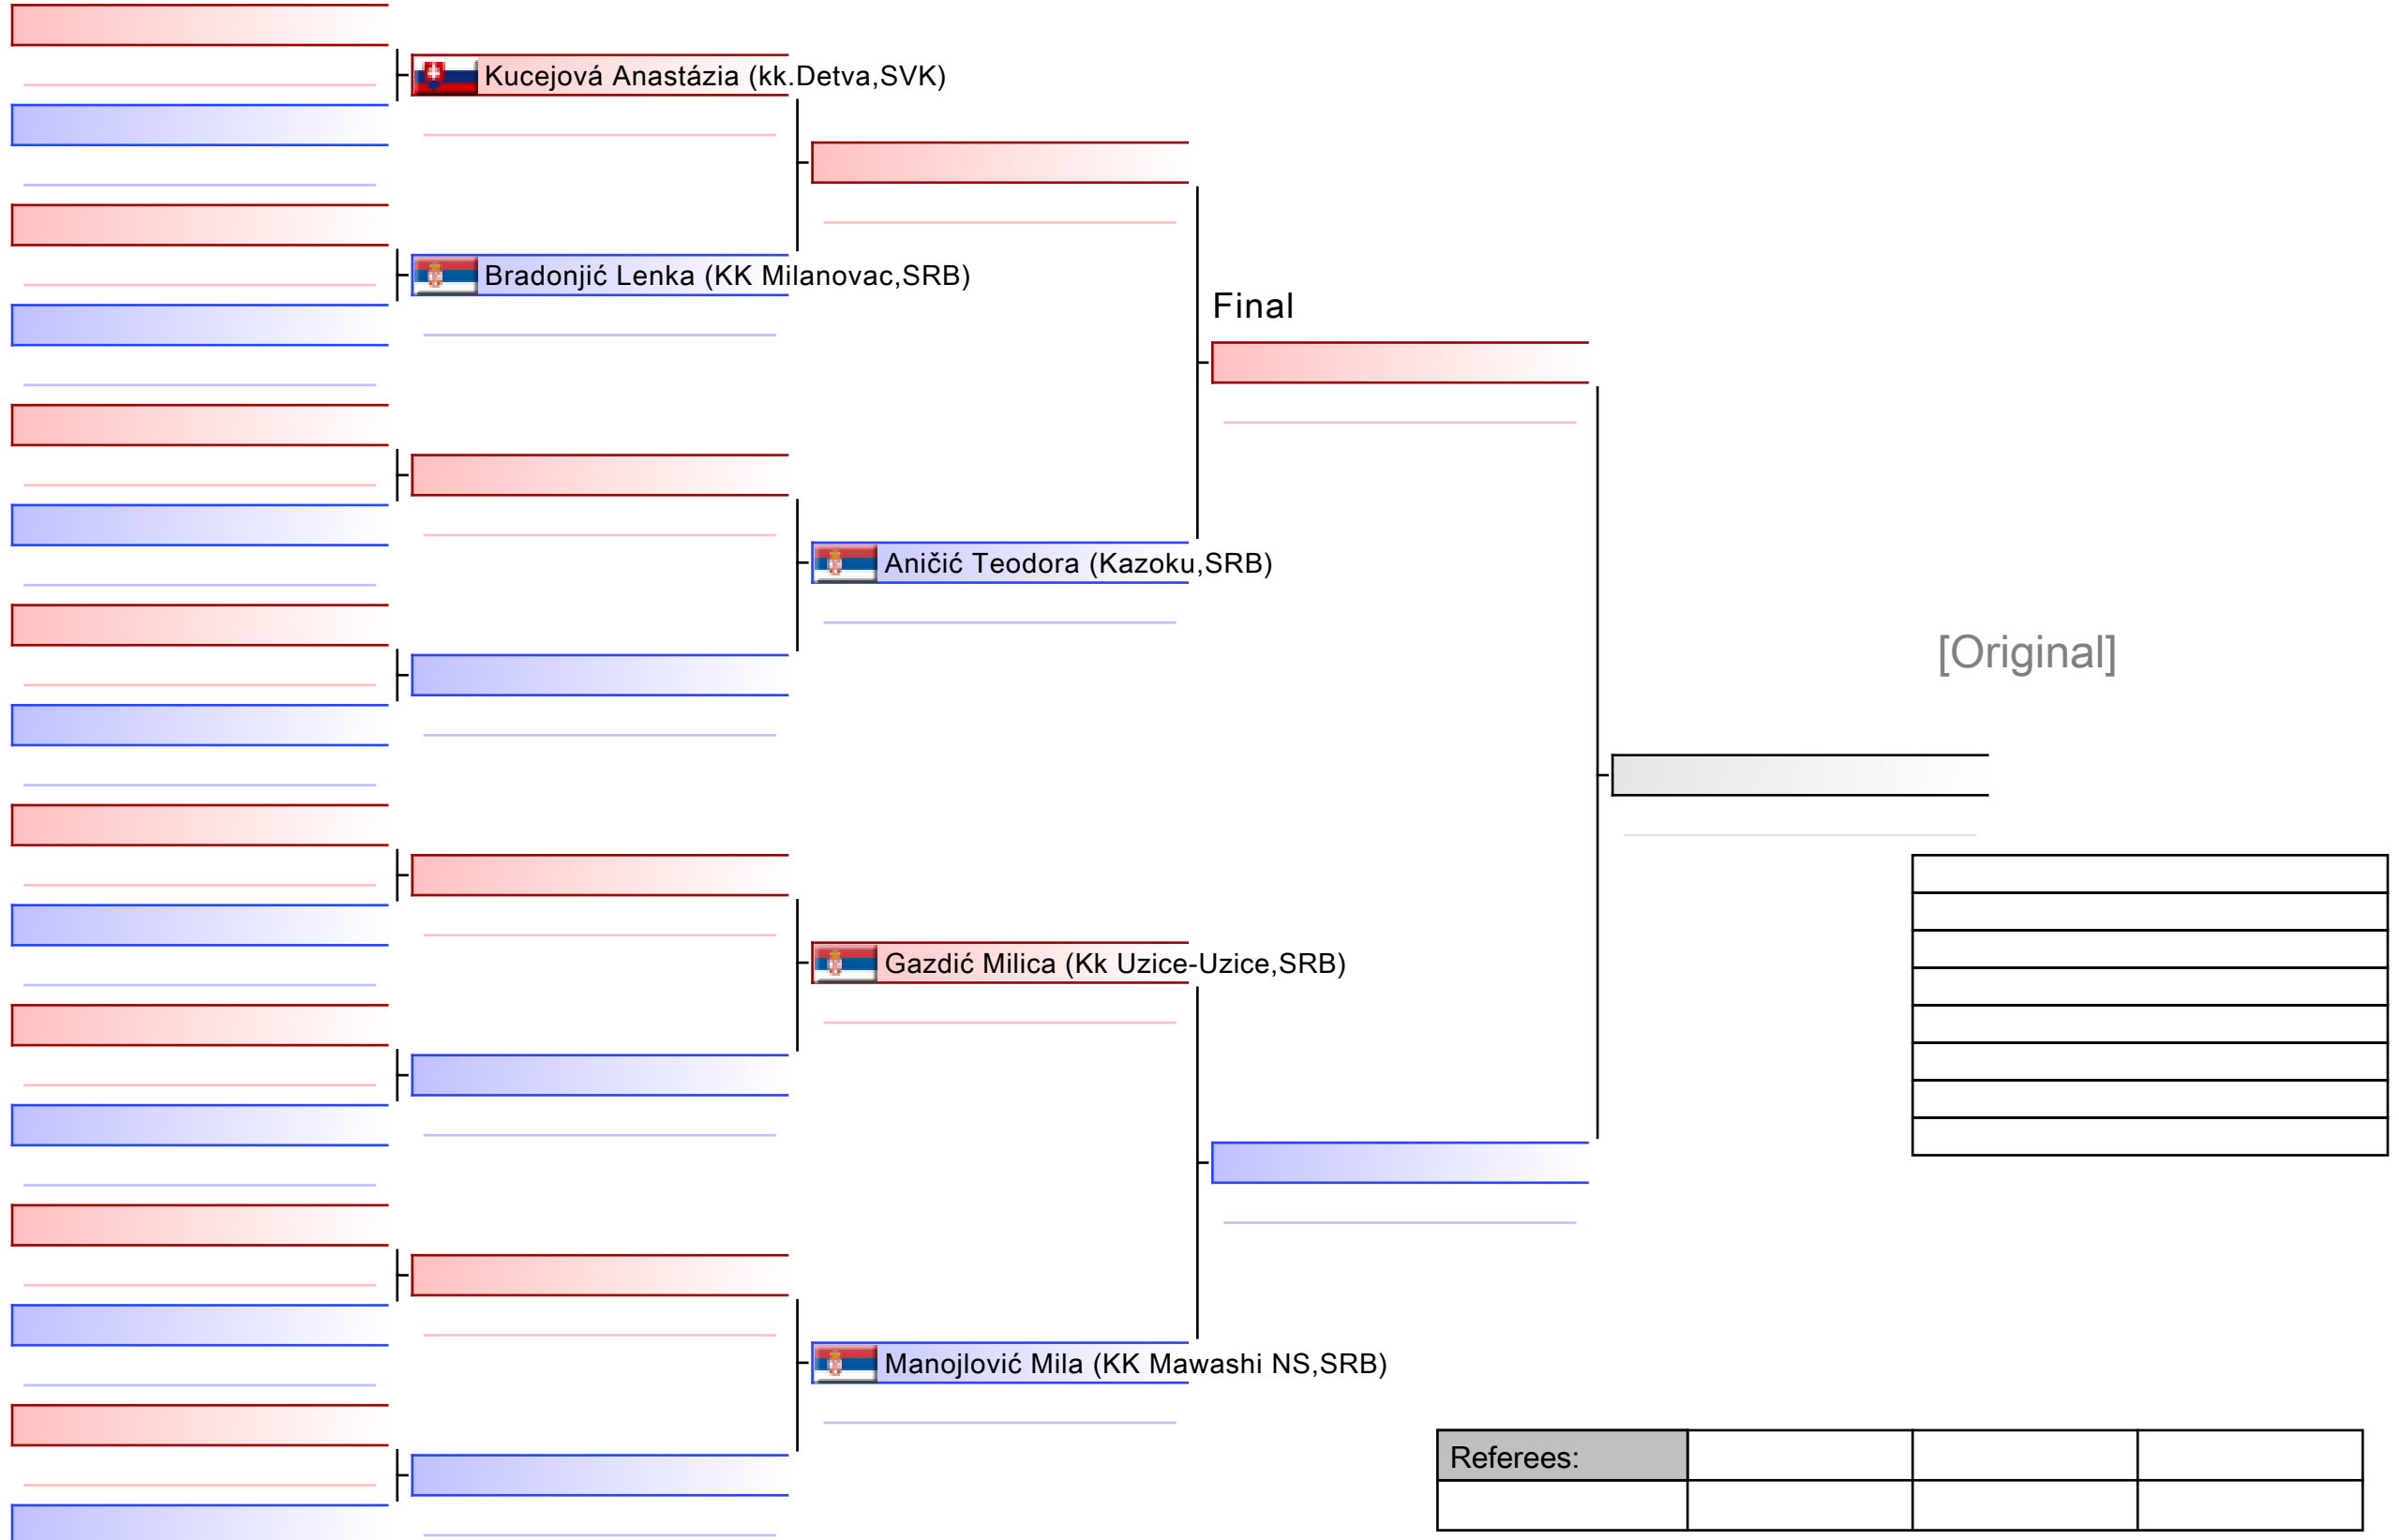 Kucejová Anastázia (kk.Detva,SVK)
Bradonjić Lenka (KK Milanovac,SRB)
Final
Aničić Teodora (Kazoku,SRB)
[Original]
Gazdić Milica (Kk Uzice-Uzice,SRB)
Manojlović Mila (KK Mawashi NS,SRB)
Referees: